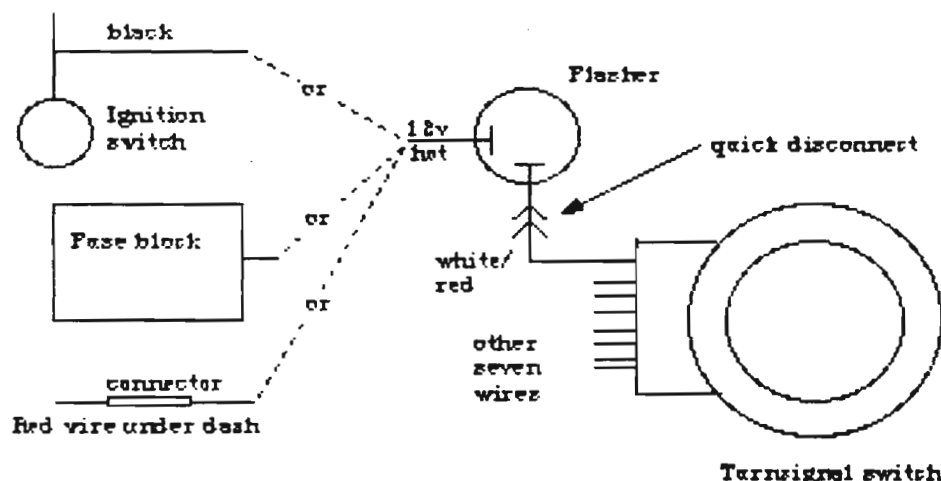 black
or
Ignition
switch
Flasher
12v
hot
quick disconnect
or
Fuse block
white/
red
or
other
seven
wires
connector
Red wire under dash
Turnsignal switch